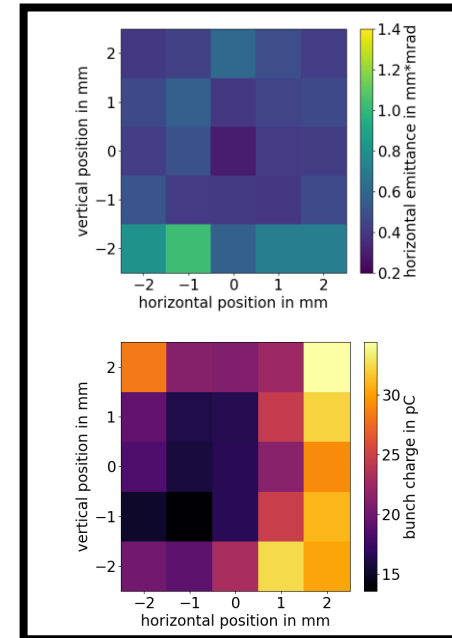 1.4
1.2
1.0
0.8
0.6
0.4
0.2
horizontal emittance in mm*mrad
2
1
0
−1
−2
vertical position in mm
−2 −1 0 1 2
horizontal position in mm
30
25
20
15
bunch charge in pC
2
1
0
−1
−2
vertical position in mm
−2 −1 0 1 2
horizontal position in mm